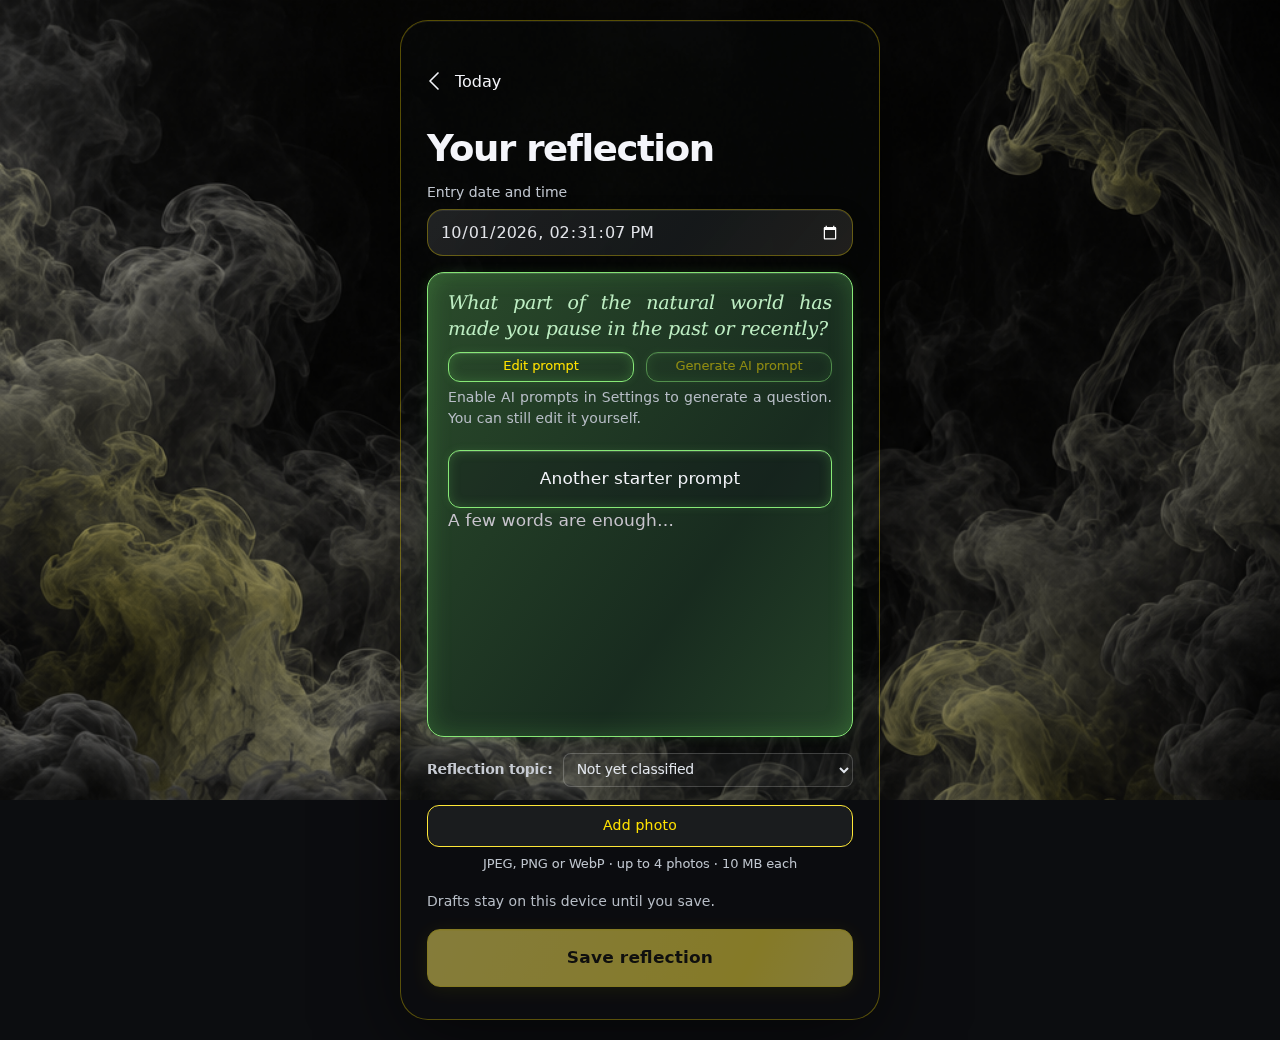 Today
Your reflection
Entry date and time
10/01/2026, 02:31:07 PM
What part of the natural world has
made you pause in the past or recently?
Edit prompt
Generate AI prompt
Enable AI prompts in Settings to generate a question.
You can still edit it yourself.
Another starter prompt
A few words are enough…
Reflection topic:
Not yet classified
Add photo
JPEG, PNG or WebP · up to 4 photos · 10 MB each
Drafts stay on this device until you save.
Save reflection